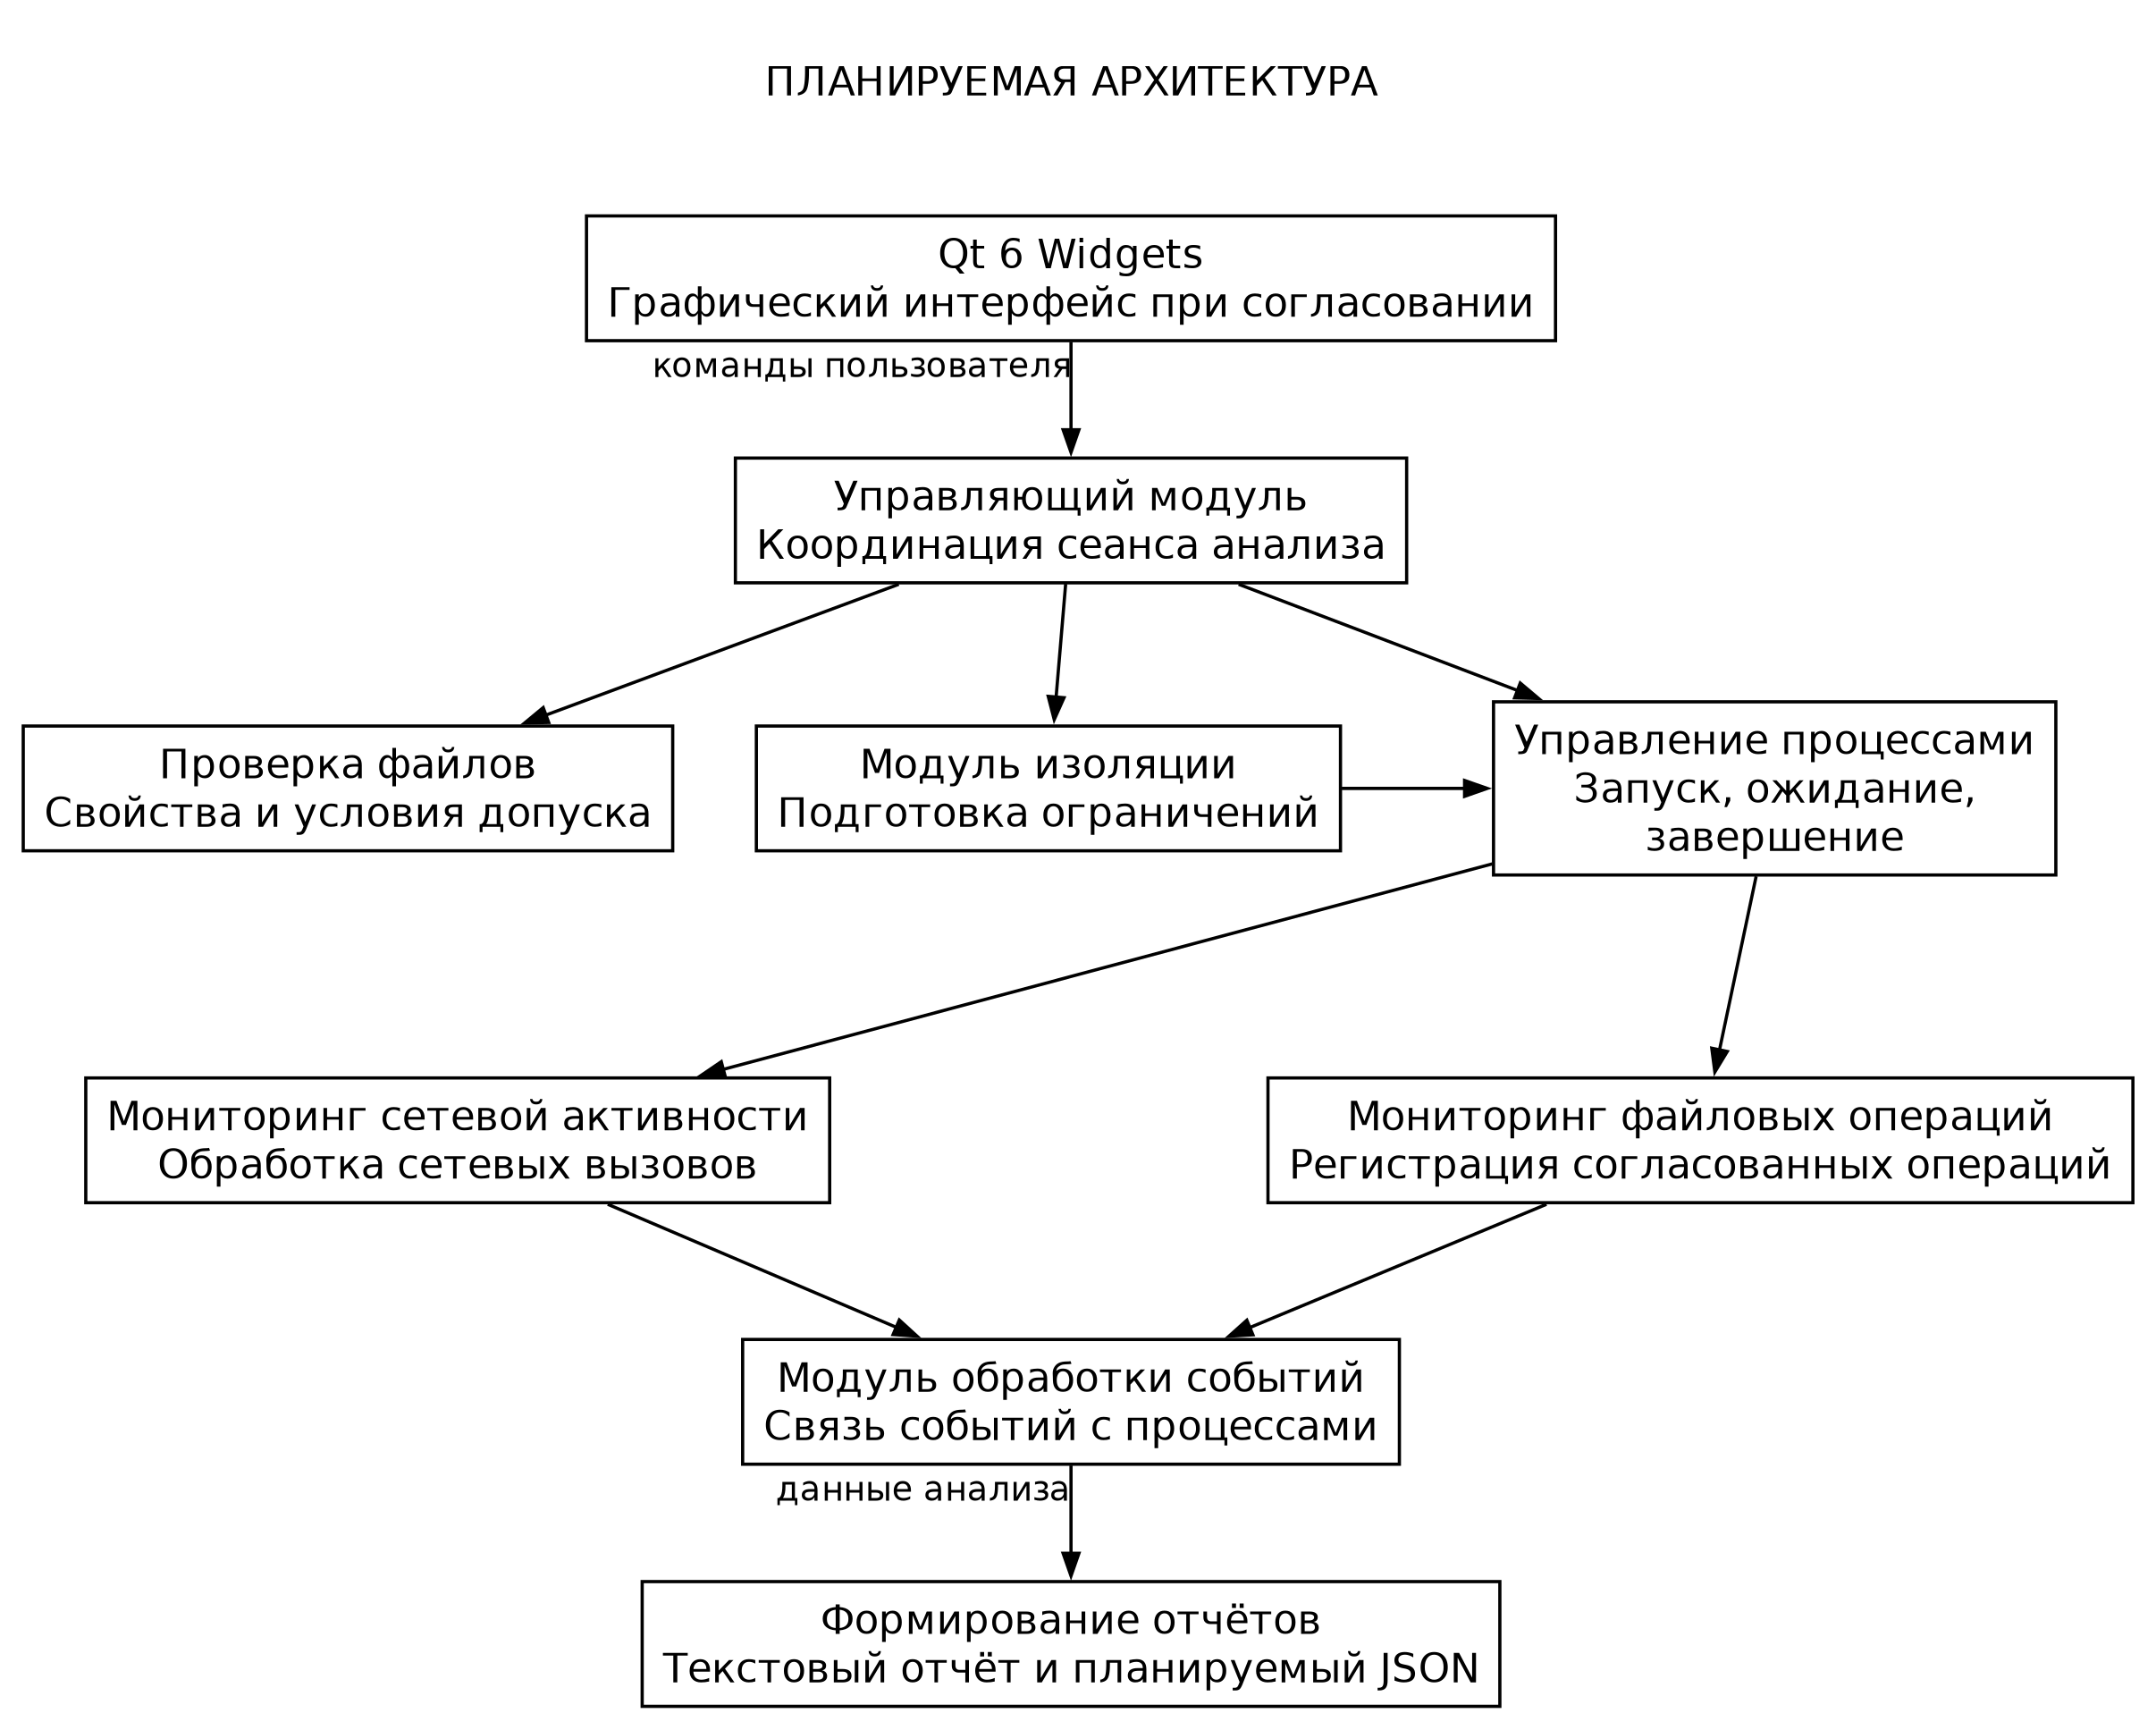 ПЛАНИРУЕМАЯ АРХИТЕКТУРА
Qt 6 Widgets
Графический интерфейс при согласовании
команды пользователя
Управляющий модуль
Координация сеанса анализа
Проверка файлов
Свойства и условия допуска
Модуль изоляции
Подготовка ограничений
Управление процессами
Запуск, ожидание,
завершение
Мониторинг сетевой активности
Обработка сетевых вызовов
Мониторинг файловых операций
Регистрация согласованных операций
Модуль обработки событий
Связь событий с процессами
данные анализа
Формирование отчётов
Текстовый отчёт и планируемый JSON